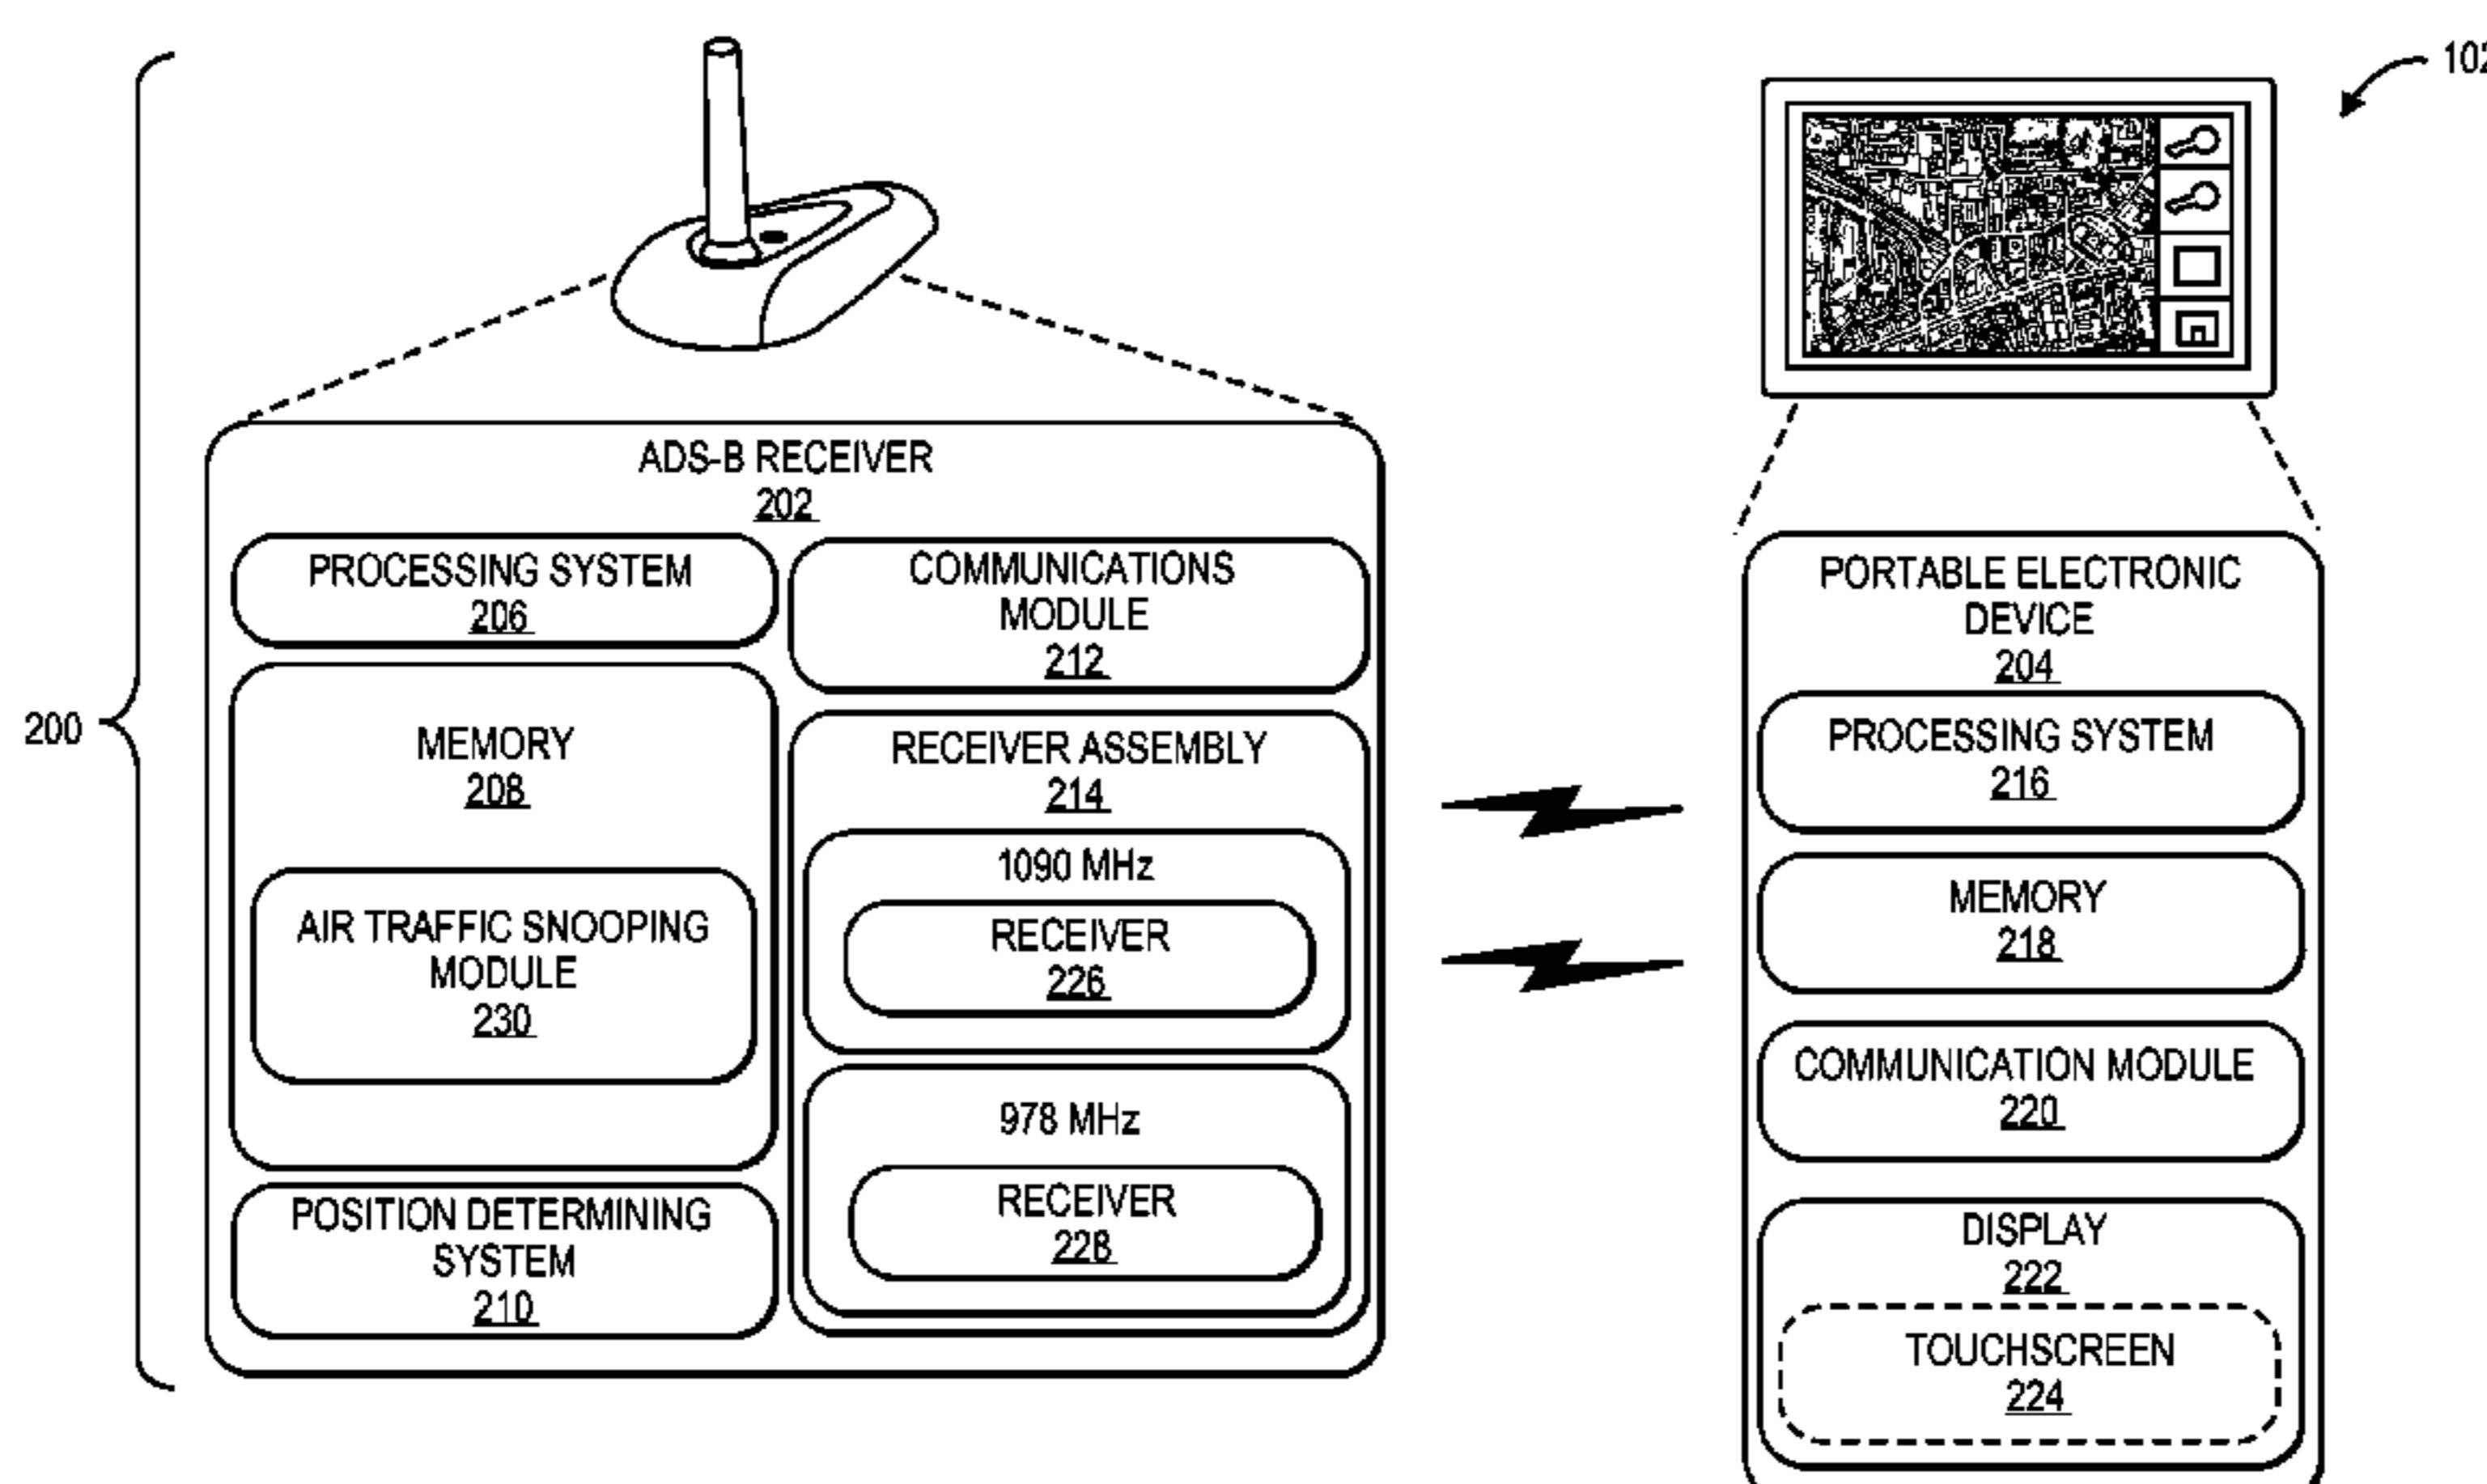 102
200
ADS-B RECEIVER
202
PROCESSING SYSTEM
206
MEMORY
208
AIR TRAFFIC SNOOPING
MODULE
230
POSITION DETERMINING
SYSTEM
210
COMMUNICATIONS
MODULE
212
RECEIVER ASSEMBLY
214
1090 MHz
RECEIVER
226
978 MHz
RECEIVER
228
PORTABLE ELECTRONIC
DEVICE
204
PROCESSING SYSTEM
216
MEMORY
218
COMMUNICATION MODULE
220
DISPLAY
222
TOUCHSCREEN
224